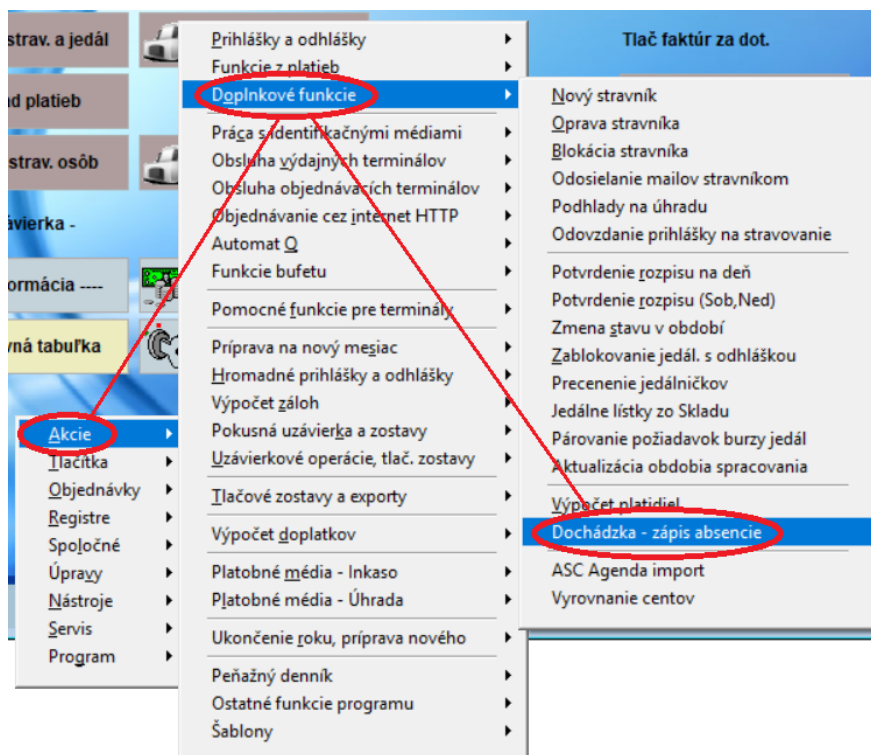 strav. a jedál
Tlač faktúr za dot.
platieb
strav. osôb
ormácia ----
Prihlášky a odhlášky
Funkcie z platieb
Doplnkové funkcie
Práca s identifikačnými médiami
Obsluha výdajných terminálov
Obsluha objednávacích terminálov
Objednávanie cez internet HTTP
Automat Q
Funkcie bufetu
Pomocné funkcie pre terminály
Príprava na nový mesiac
Hromadné prihlášky a odhlášky
Výpočet záloh
Pokusná uzávierka a zostavy
Uzávierkové operácie, tlač. zostavy
Tlačové zostavy a exporty
Výpočet doplatkov
Platobné média - Inkaso
Platobné média - Úhrada
Ukončenie roku, príprava nového
Peňažný denník
Ostatné funkcie programu
Šablony
Nový stravník
Oprava stravníka
Blokácia stravníka
Odosielanie mailov stravníkom
Podhlady na úhradu
Odovzdanie prihlášky na stravovanie
Potvrdenie rozpisu na deň
Potvrdenie rozpisu (Sob,Ned)
Zmena stavu v období
Zablokovanie jedál. s odhláškou
Precenenie jedálničkov
Jedálne lístky zo Skladu
Párovanie požiadavok burzy jedál
Aktualizácia obdobia spracovania
Výpočet platidiel
Dochádzka - zápis absencie
ASC Agenda import
Vyrovnanie centov
Akcie
Tlačítka
Objednávky
Registre
Spoločné
Úpravy
Nástroje
Servis
Program